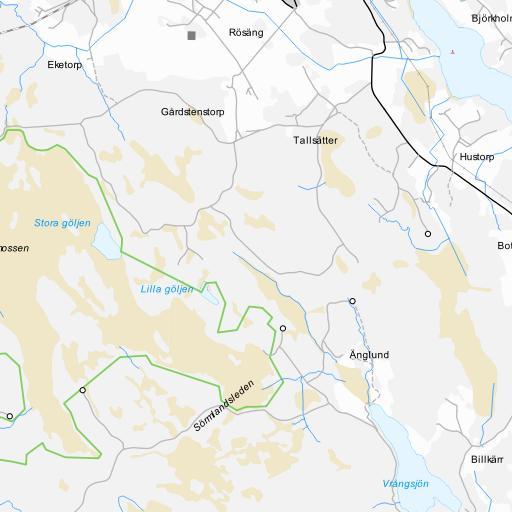 Björkholm
Rösäng
Eketorp
Gårdstenstorp
Tallsätter
Hustorp
Stora göljen
Bot
mossen
Lilla göljen
Änglund
Sörmlandsleden
Billkärr
Vrångsjön